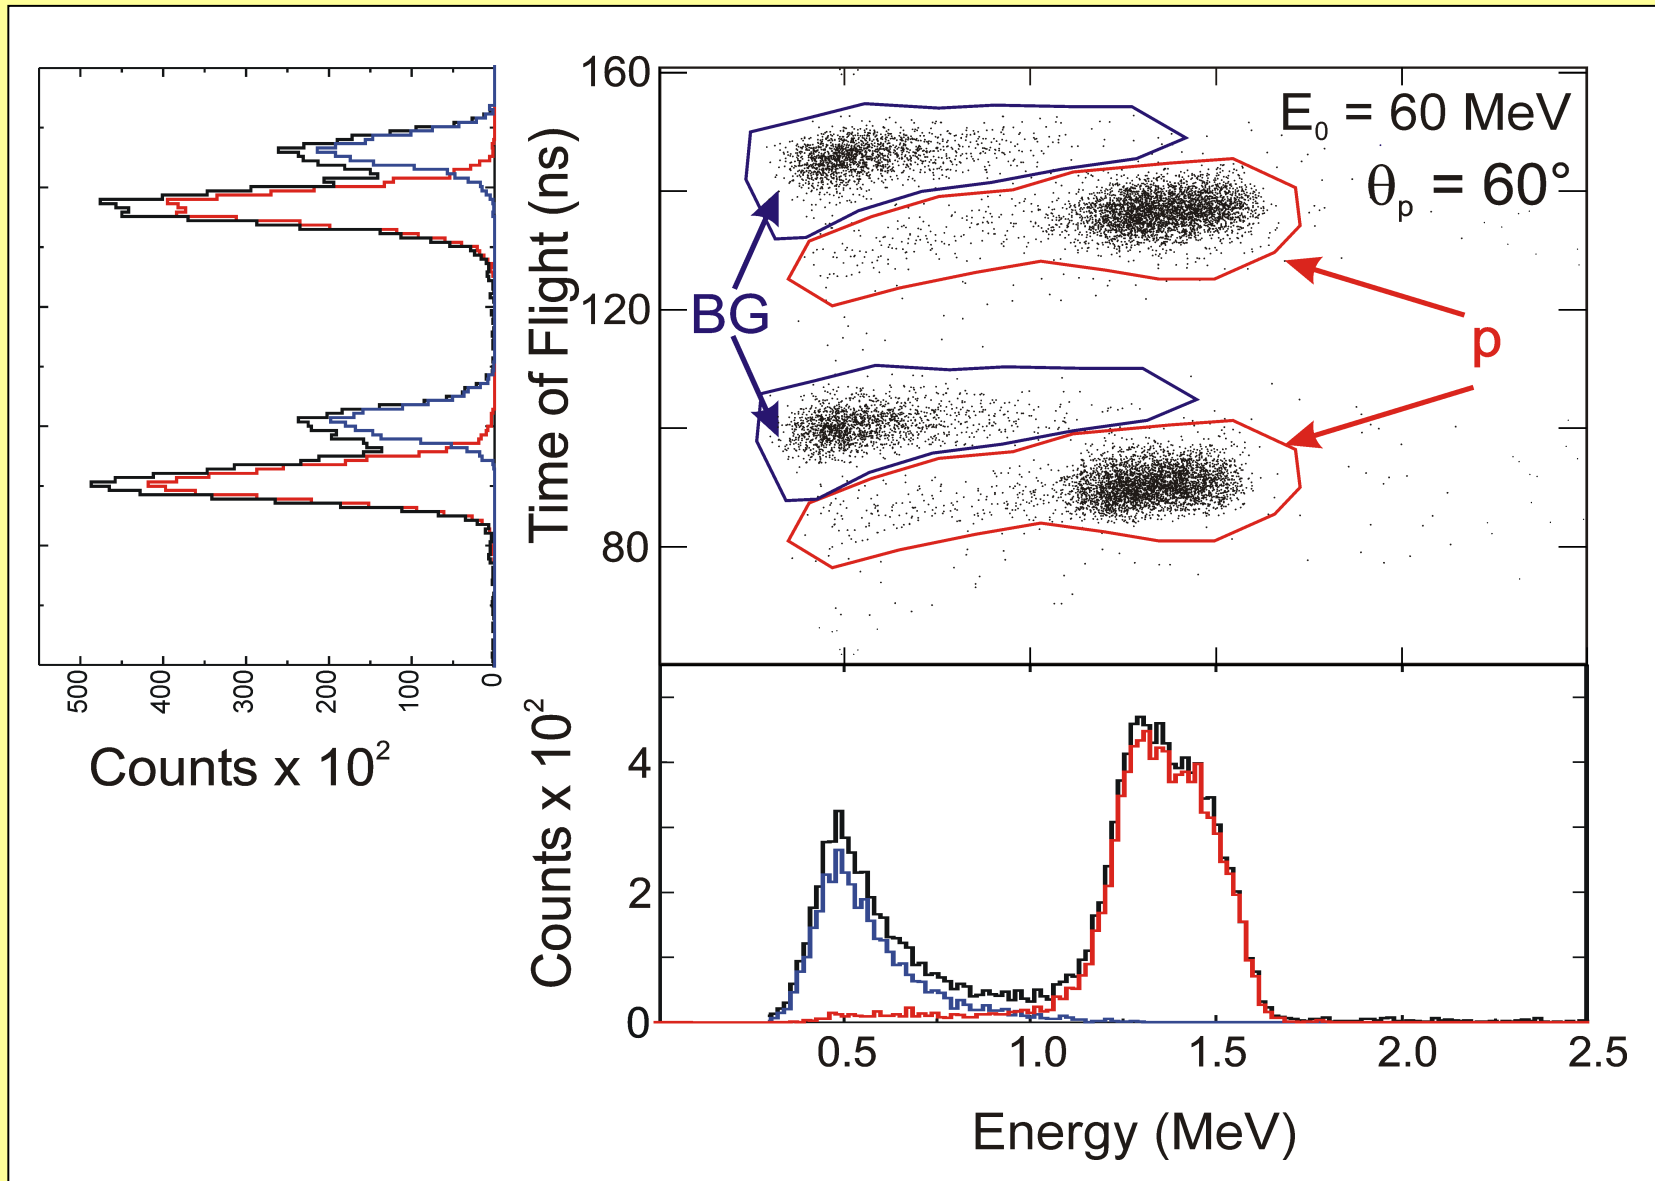 160
120
80
Time of Flight (ns)
E₀ = 60 MeV
θₚ = 60°
BG
p
500
400
300
200
100
0
Counts x 10²
4
2
0
Counts x 10²
0.5
1.0
1.5
2.0
2.5
Energy (MeV)